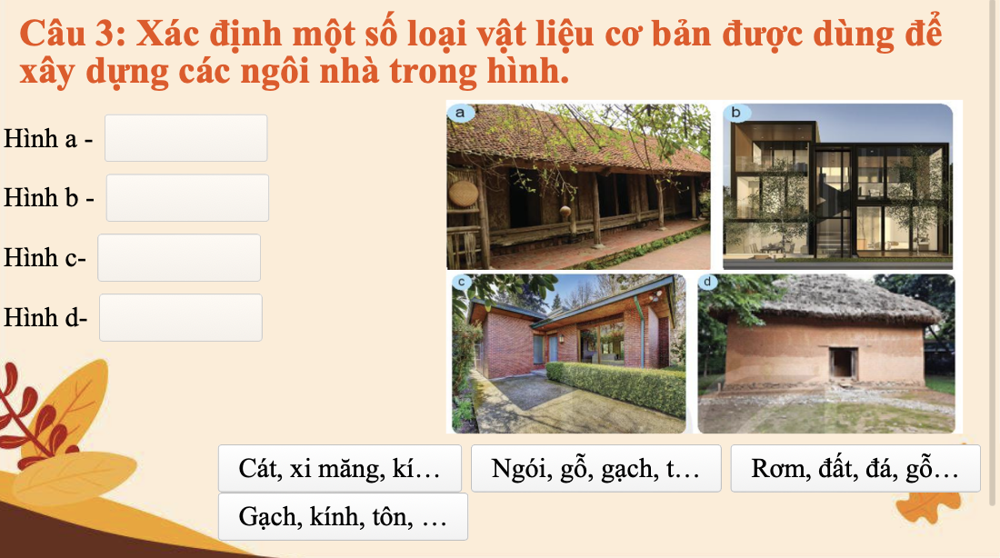 Câu 3: Xác định một số loại vật liệu cơ bản được dùng để
xây dựng các ngôi nhà trong hình.
Hình a -
Hình b -
Hình c-
Hình d-
a
b
c
d
Cát, xi măng, kí...
Ngói, gỗ, gạch, t...
Rơm, đất, đá, gỗ...
Gạch, kính, tôn, ...